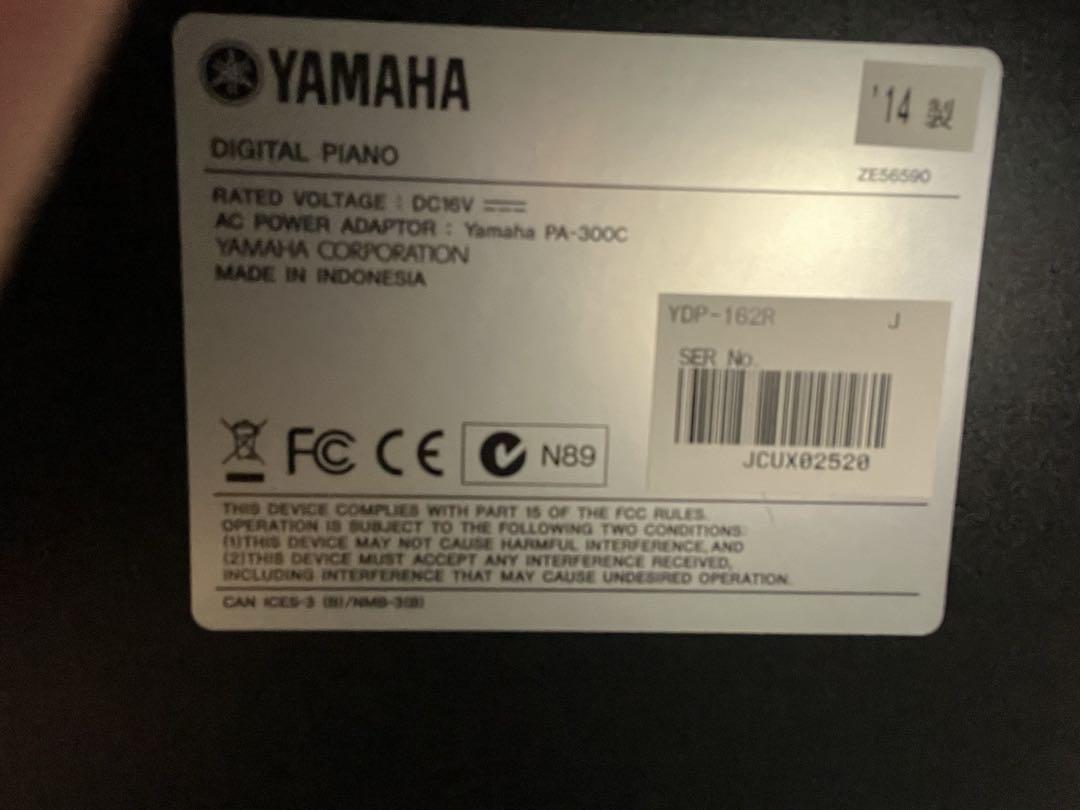 YAMAHA
'14 製
DIGITAL PIANO
ZE56590
RATED VOLTAGE : DC16V
AC POWER ADAPTOR : Yamaha PA-300C
YAMAHA CORPORATION
MADE IN INDONESIA
YDP-162R J
SER No.
JCUX02520
FC CE N89
THIS DEVICE COMPLIES WITH PART 15 OF THE FCC RULES.
OPERATION IS SUBJECT TO THE FOLLOWING TWO CONDITIONS:
(1)THIS DEVICE MAY NOT CAUSE HARMFUL INTERFERENCE, AND
(2)THIS DEVICE MUST ACCEPT ANY INTERFERENCE RECEIVED,
INCLUDING INTERFERENCE THAT MAY CAUSE UNDESIRED OPERATION.
CAN ICES-3 (B)/NMB-3(B)